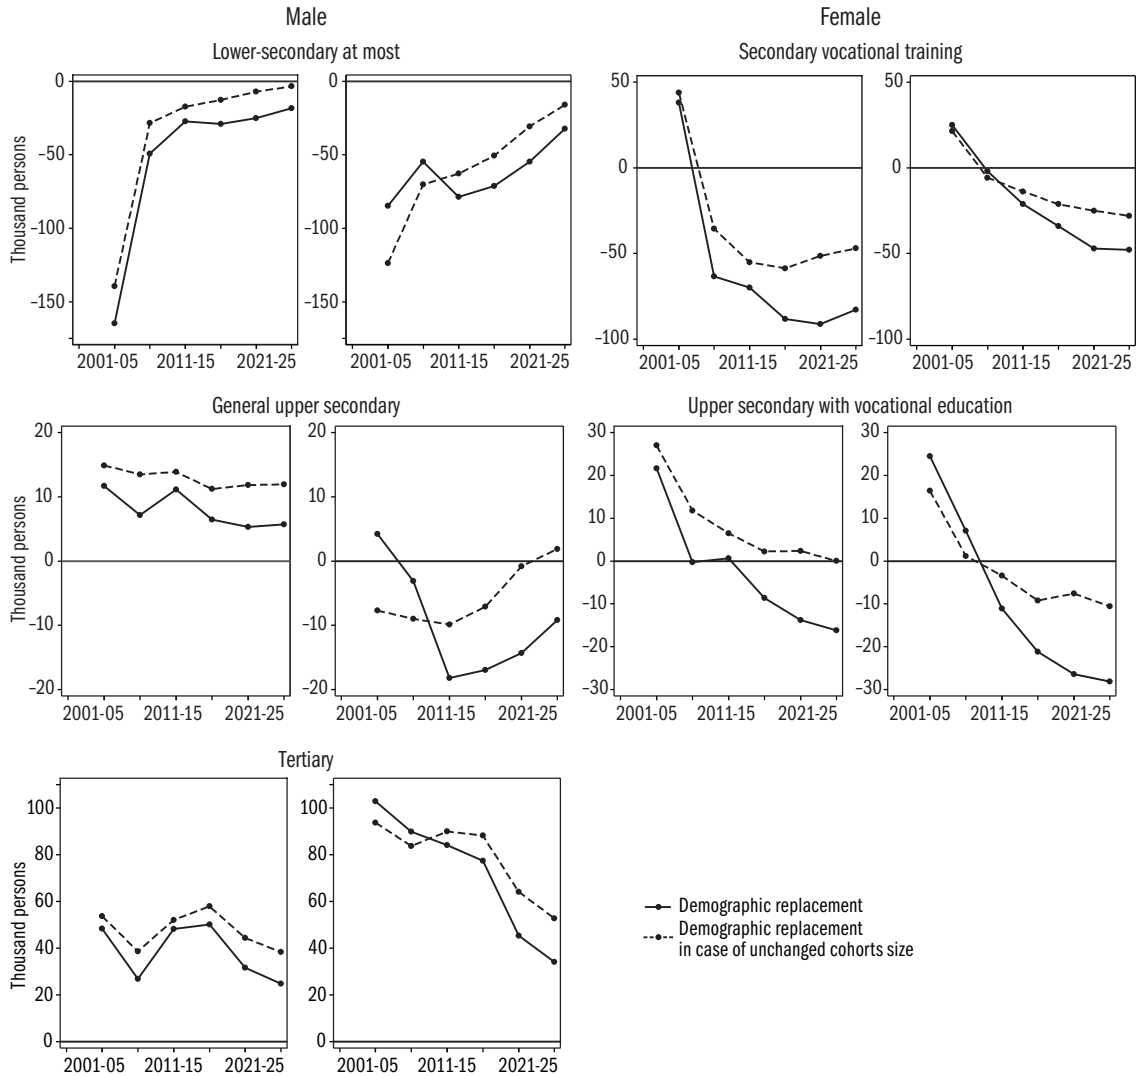 Male
Female
Lower-secondary at most
Secondary vocational training
Thousand persons
0
−50
−100
−150
2001-05 2011-15 2021-25
0
−50
−100
−150
2001-05 2011-15 2021-25
50
0
−50
−100
2001-05 2011-15 2021-25
50
0
−50
−100
2001-05 2011-15 2021-25
General upper secondary
Upper secondary with vocational education
Thousand persons
20
10
0
−10
−20
2001-05 2011-15 2021-25
20
10
0
−10
−20
2001-05 2011-15 2021-25
30
20
10
0
−10
−20
−30
2001-05 2011-15 2021-25
30
20
10
0
−10
−20
−30
2001-05 2011-15 2021-25
Tertiary
Thousand persons
100
80
60
40
20
0
2001-05 2011-15 2021-25
100
80
60
40
20
0
2001-05 2011-15 2021-25
Demographic replacement
Demographic replacement
in case of unchanged cohorts size